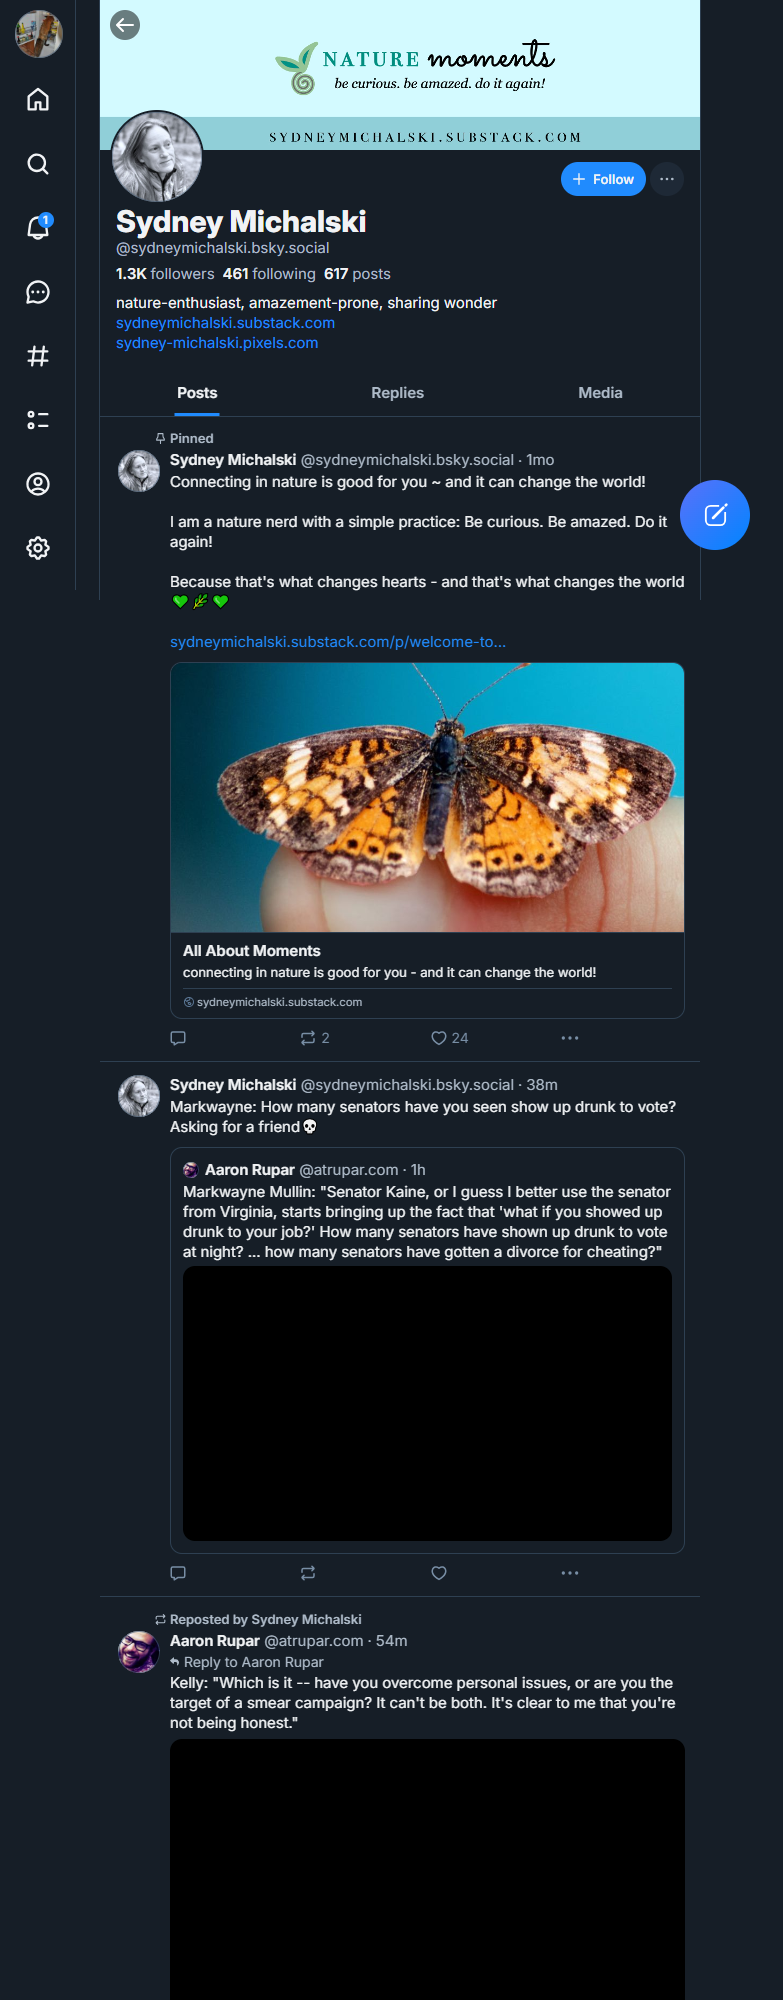 NATURE moments
be curious. be amazed. do it again!
SYDNEYMICHALSKI.SUBSTACK.COM
+ Follow
1
Sydney Michalski
@sydneymichalski.bsky.social
1.3K followers 461 following 617 posts
nature-enthusiast, amazement-prone, sharing wonder
sydneymichalski.substack.com
sydney-michalski.pixels.com
Posts Replies Media
Pinned
Sydney Michalski @sydneymichalski.bsky.social · 1mo
Connecting in nature is good for you ~ and it can change the world!
I am a nature nerd with a simple practice: Be curious. Be amazed. Do it
again!
Because that's what changes hearts - and that's what changes the world
💚🌿💚
sydneymichalski.substack.com/p/welcome-to...
All About Moments
connecting in nature is good for you - and it can change the world!
sydneymichalski.substack.com
2 24
Sydney Michalski @sydneymichalski.bsky.social · 38m
Markwayne: How many senators have you seen show up drunk to vote?
Asking for a friend💀
Aaron Rupar @atrupar.com · 1h
Markwayne Mullin: "Senator Kaine, or I guess I better use the senator
from Virginia, starts bringing up the fact that 'what if you showed up
drunk to your job?' How many senators have shown up drunk to vote
at night? ... how many senators have gotten a divorce for cheating?"
Reposted by Sydney Michalski
Aaron Rupar @atrupar.com · 54m
Reply to Aaron Rupar
Kelly: "Which is it -- have you overcome personal issues, or are you the
target of a smear campaign? It can't be both. It's clear to me that you're
not being honest."